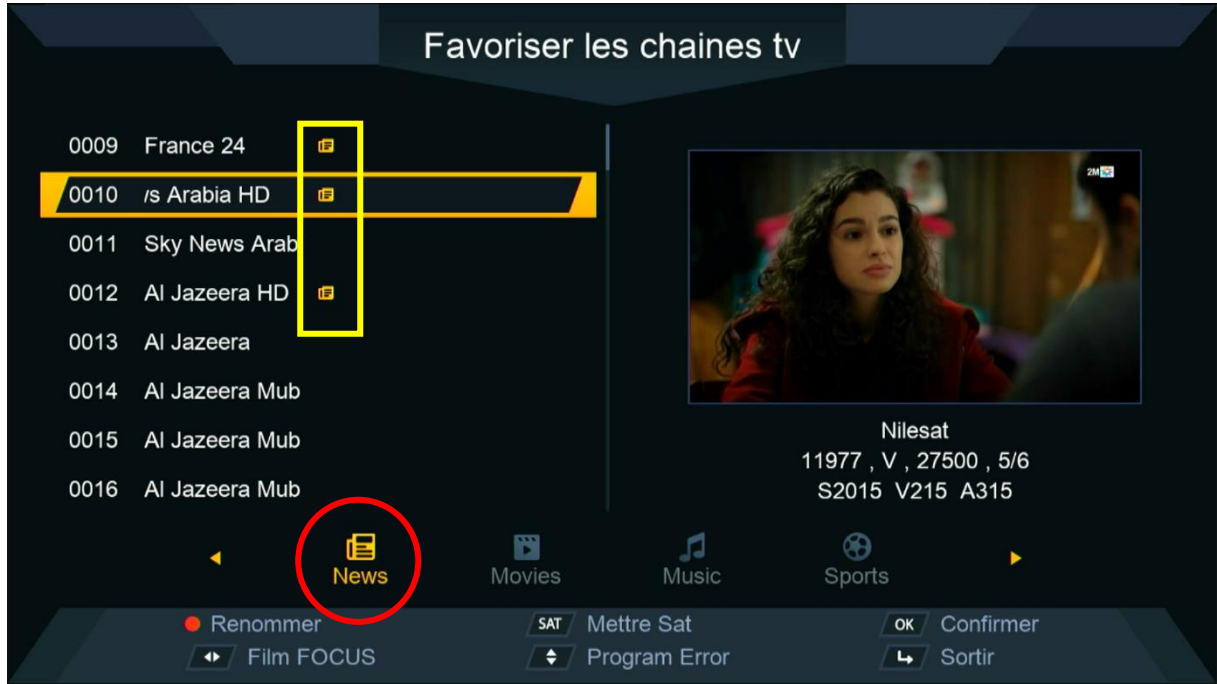 Favoriser les chaines tv
0009 France 24
0010 /s Arabia HD
0011 Sky News Arab
0012 Al Jazeera HD
0013 Al Jazeera
0014 Al Jazeera Mub
0015 Al Jazeera Mub
0016 Al Jazeera Mub
2M
Nilesat
11977 , V , 27500 , 5/6
S2015 V215 A315
News Movies Music Sports
Renommer SAT Mettre Sat OK Confirmer
Film FOCUS Program Error Sortir